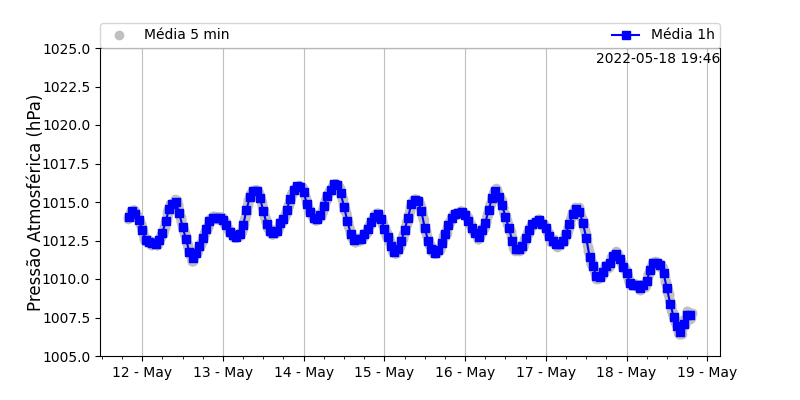 Média 5 min
Média 1h
2022-05-18 19:46
Pressão Atmosférica (hPa)
1025.0
1022.5
1020.0
1017.5
1015.0
1012.5
1010.0
1007.5
1005.0
12 - May
13 - May
14 - May
15 - May
16 - May
17 - May
18 - May
19 - May